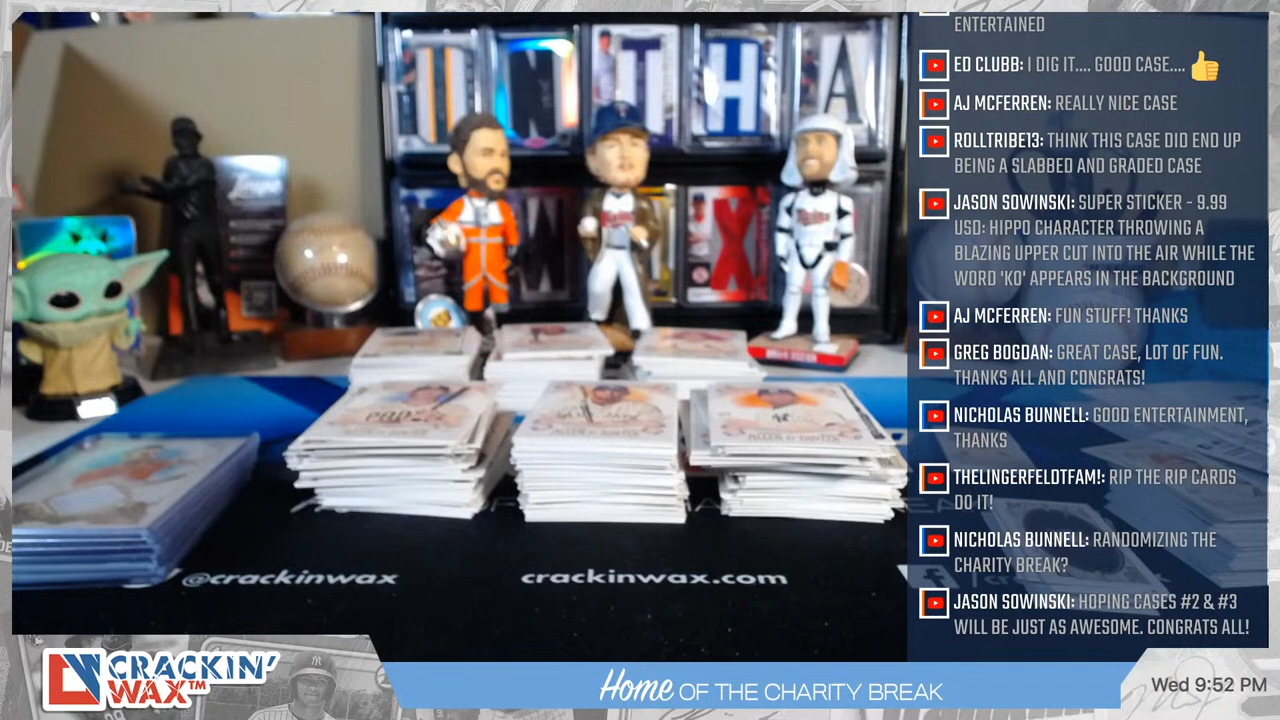 ENTERTAINED
ED CLUBB: I DIG IT.... GOOD CASE....
AJ MCFERREN: REALLY NICE CASE
ROLLTRIBE13: THINK THIS CASE DID END UP
BEING A SLABBED AND GRADED CASE
JASON SOWINSKI: SUPER STICKER - 9.99
USD: HIPPO CHARACTER THROWING A
BLAZING UPPER CUT INTO THE AIR WHILE THE
WORD 'KO' APPEARS IN THE BACKGROUND
AJ MCFERREN: FUN STUFF! THANKS
GREG BOGDAN: GREAT CASE, LOT OF FUN.
THANKS ALL AND CONGRATS!
NICHOLAS BUNNELL: GOOD ENTERTAINMENT,
THANKS
THELINGERFELDTFAM!: RIP THE RIP CARDS
DO IT!
NICHOLAS BUNNELL: RANDOMIZING THE
CHARITY BREAK?
JASON SOWINSKI: HOPING CASES #2 & #3
WILL BE JUST AS AWESOME. CONGRATS ALL!
T H A
X
@crackinwax
crackinwax.com
CRACKIN'
WAX™
Home OF THE CHARITY BREAK
Wed 9:52 PM